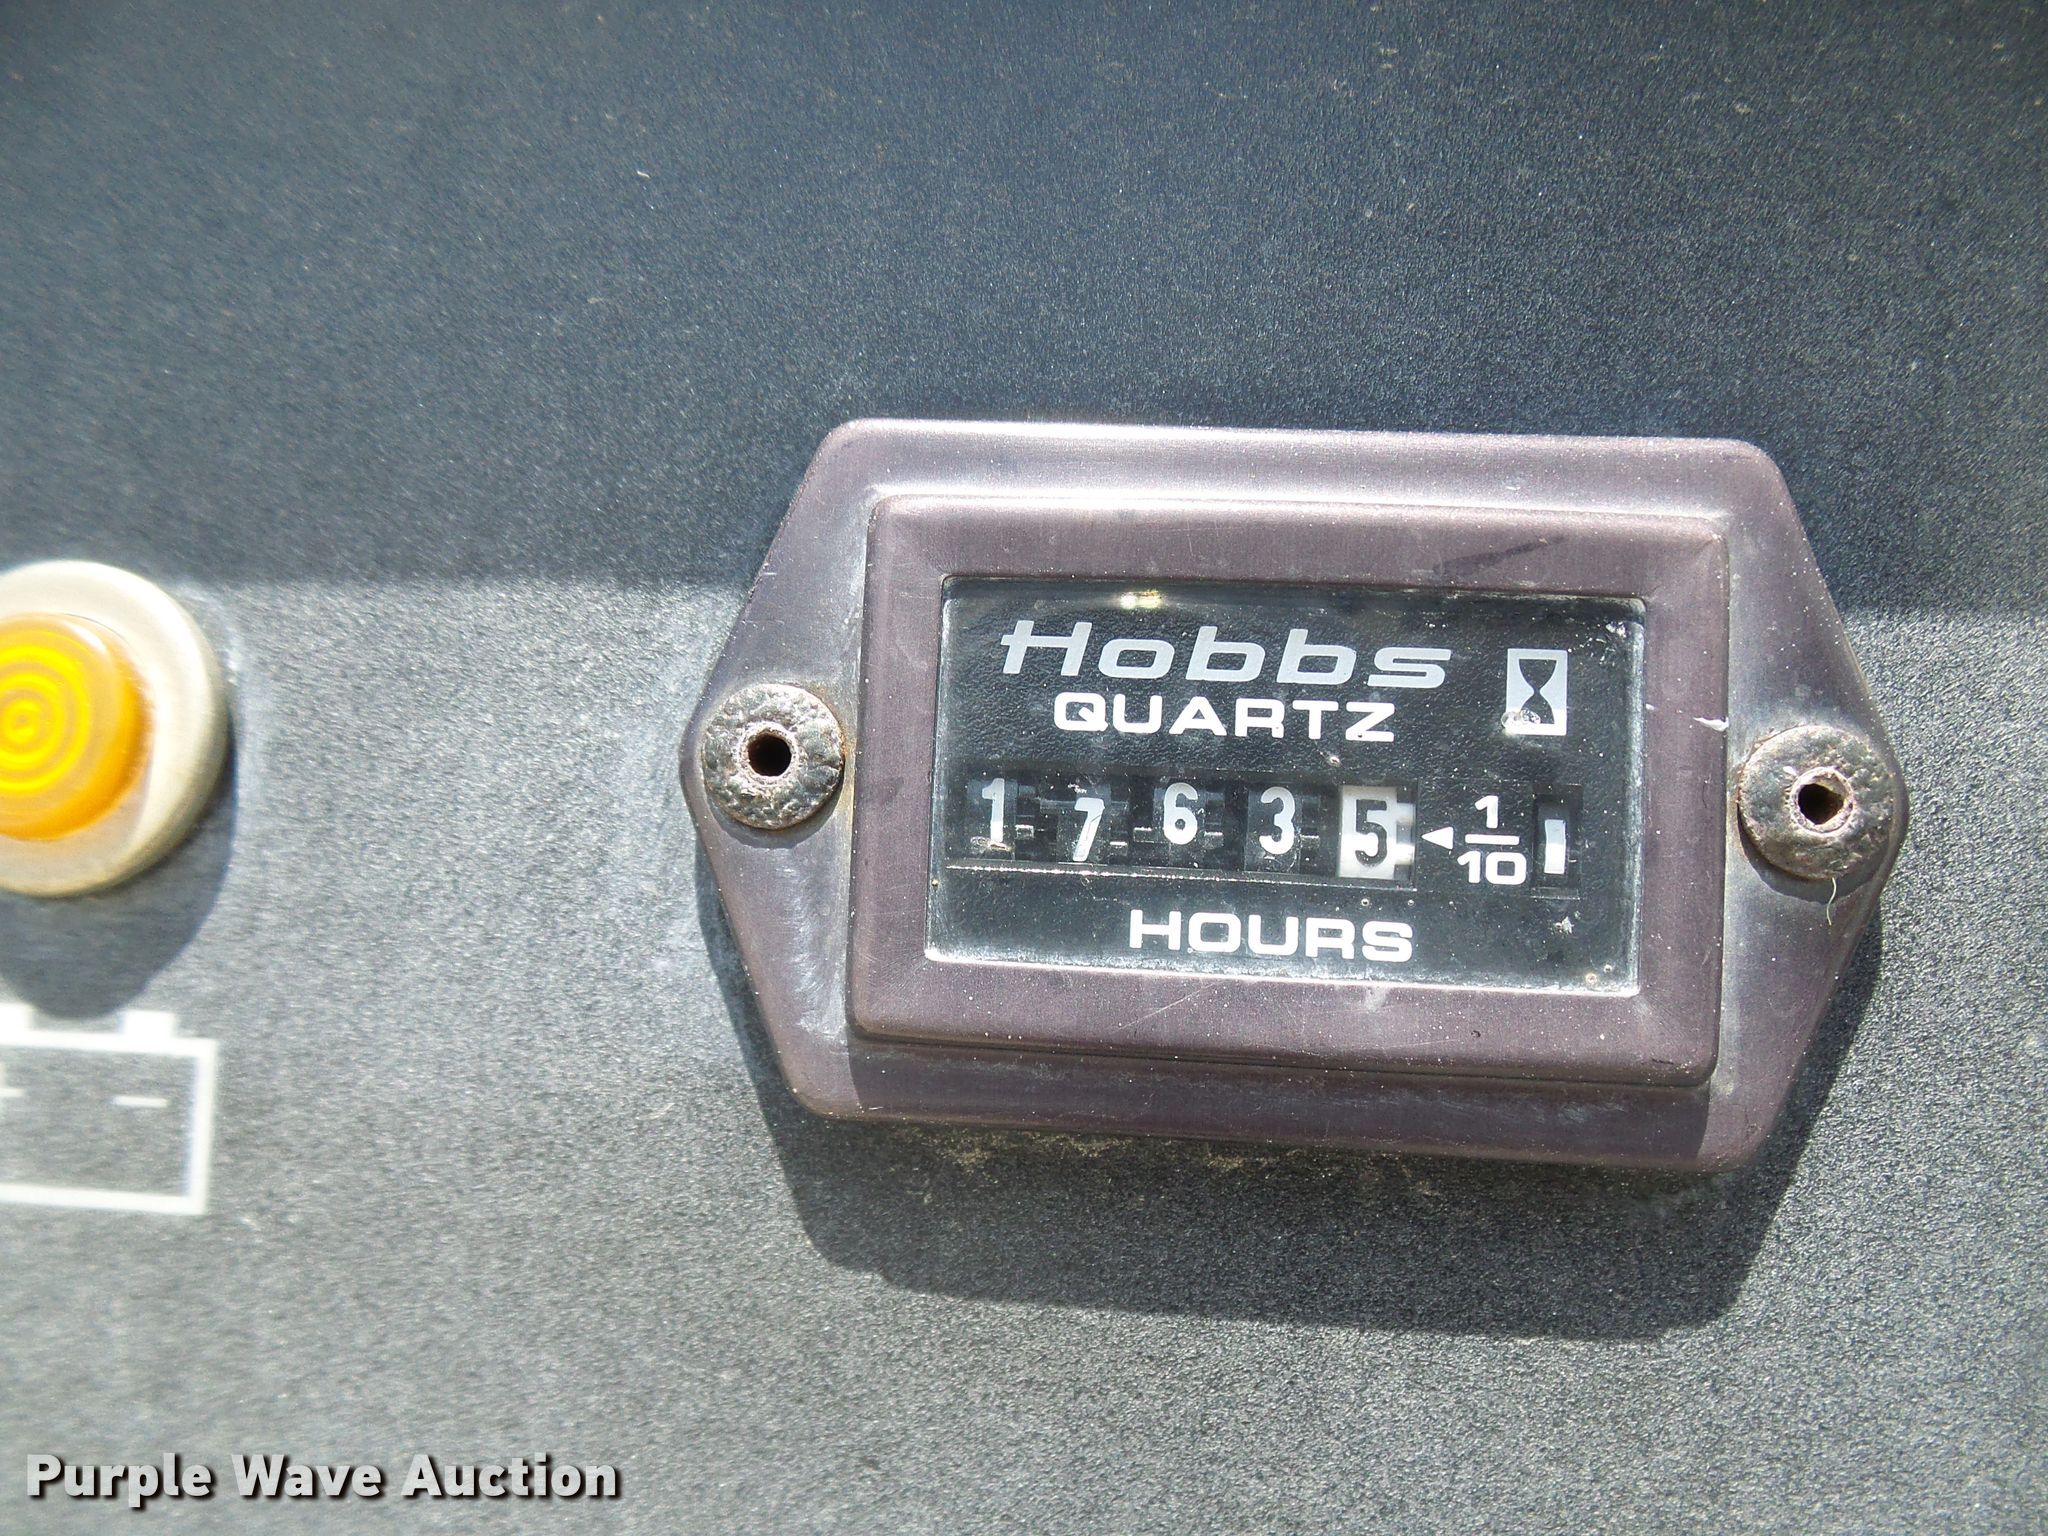 Hobbs
QUARTZ
1 7 6 3 5 1/10
HOURS
+ −
Purple Wave Auction